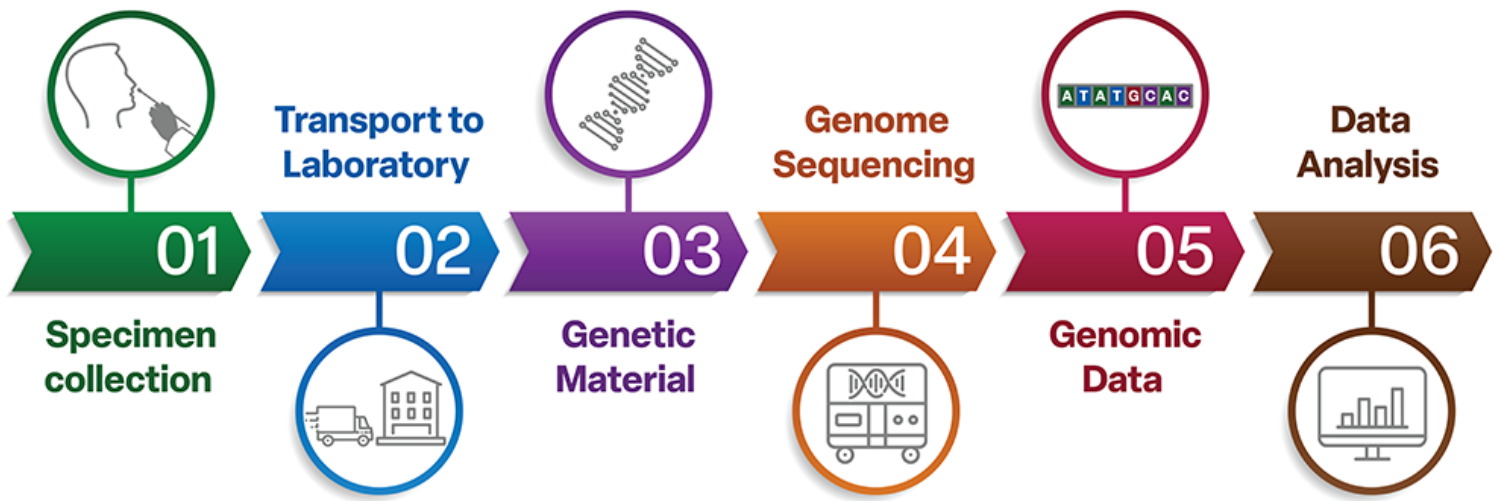 01
Specimen
collection
Transport to
Laboratory
02
03
Genetic
Material
Genome
Sequencing
04
ATATGCAC
05
Genomic
Data
Data
Analysis
06